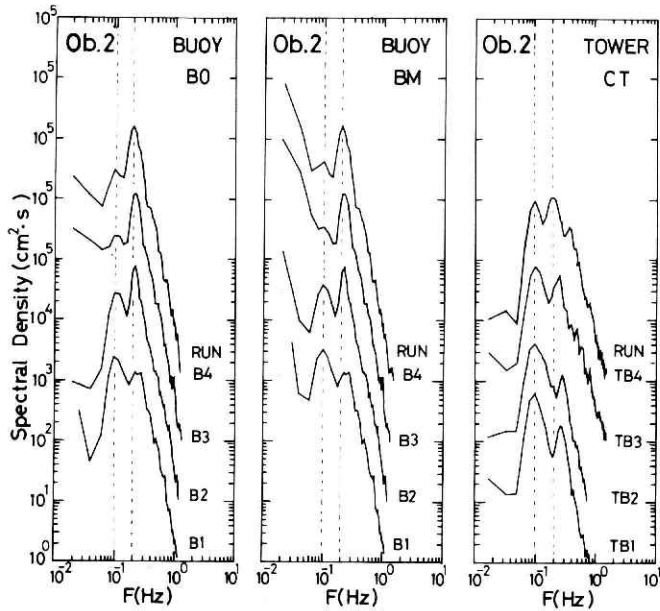 Ob.2 BUOY B0
Ob.2 BUOY BM
Ob.2 TOWER CT
Spectral Density (cm²·s)
10⁵
10⁵
10⁵
10⁵
10⁵
10⁴
10³
10²
10¹
10⁰
RUN
B4
B3
B2
B1
RUN
B4
B3
B2
B1
RUN
TB4
TB3
TB2
TB1
10⁻² 10⁻¹ 10⁰ 10¹
10⁻² 10⁻¹ 10⁰ 10¹
10⁻² 10⁻¹ 10⁰ 10¹
F(Hz)
F(Hz)
F(Hz)